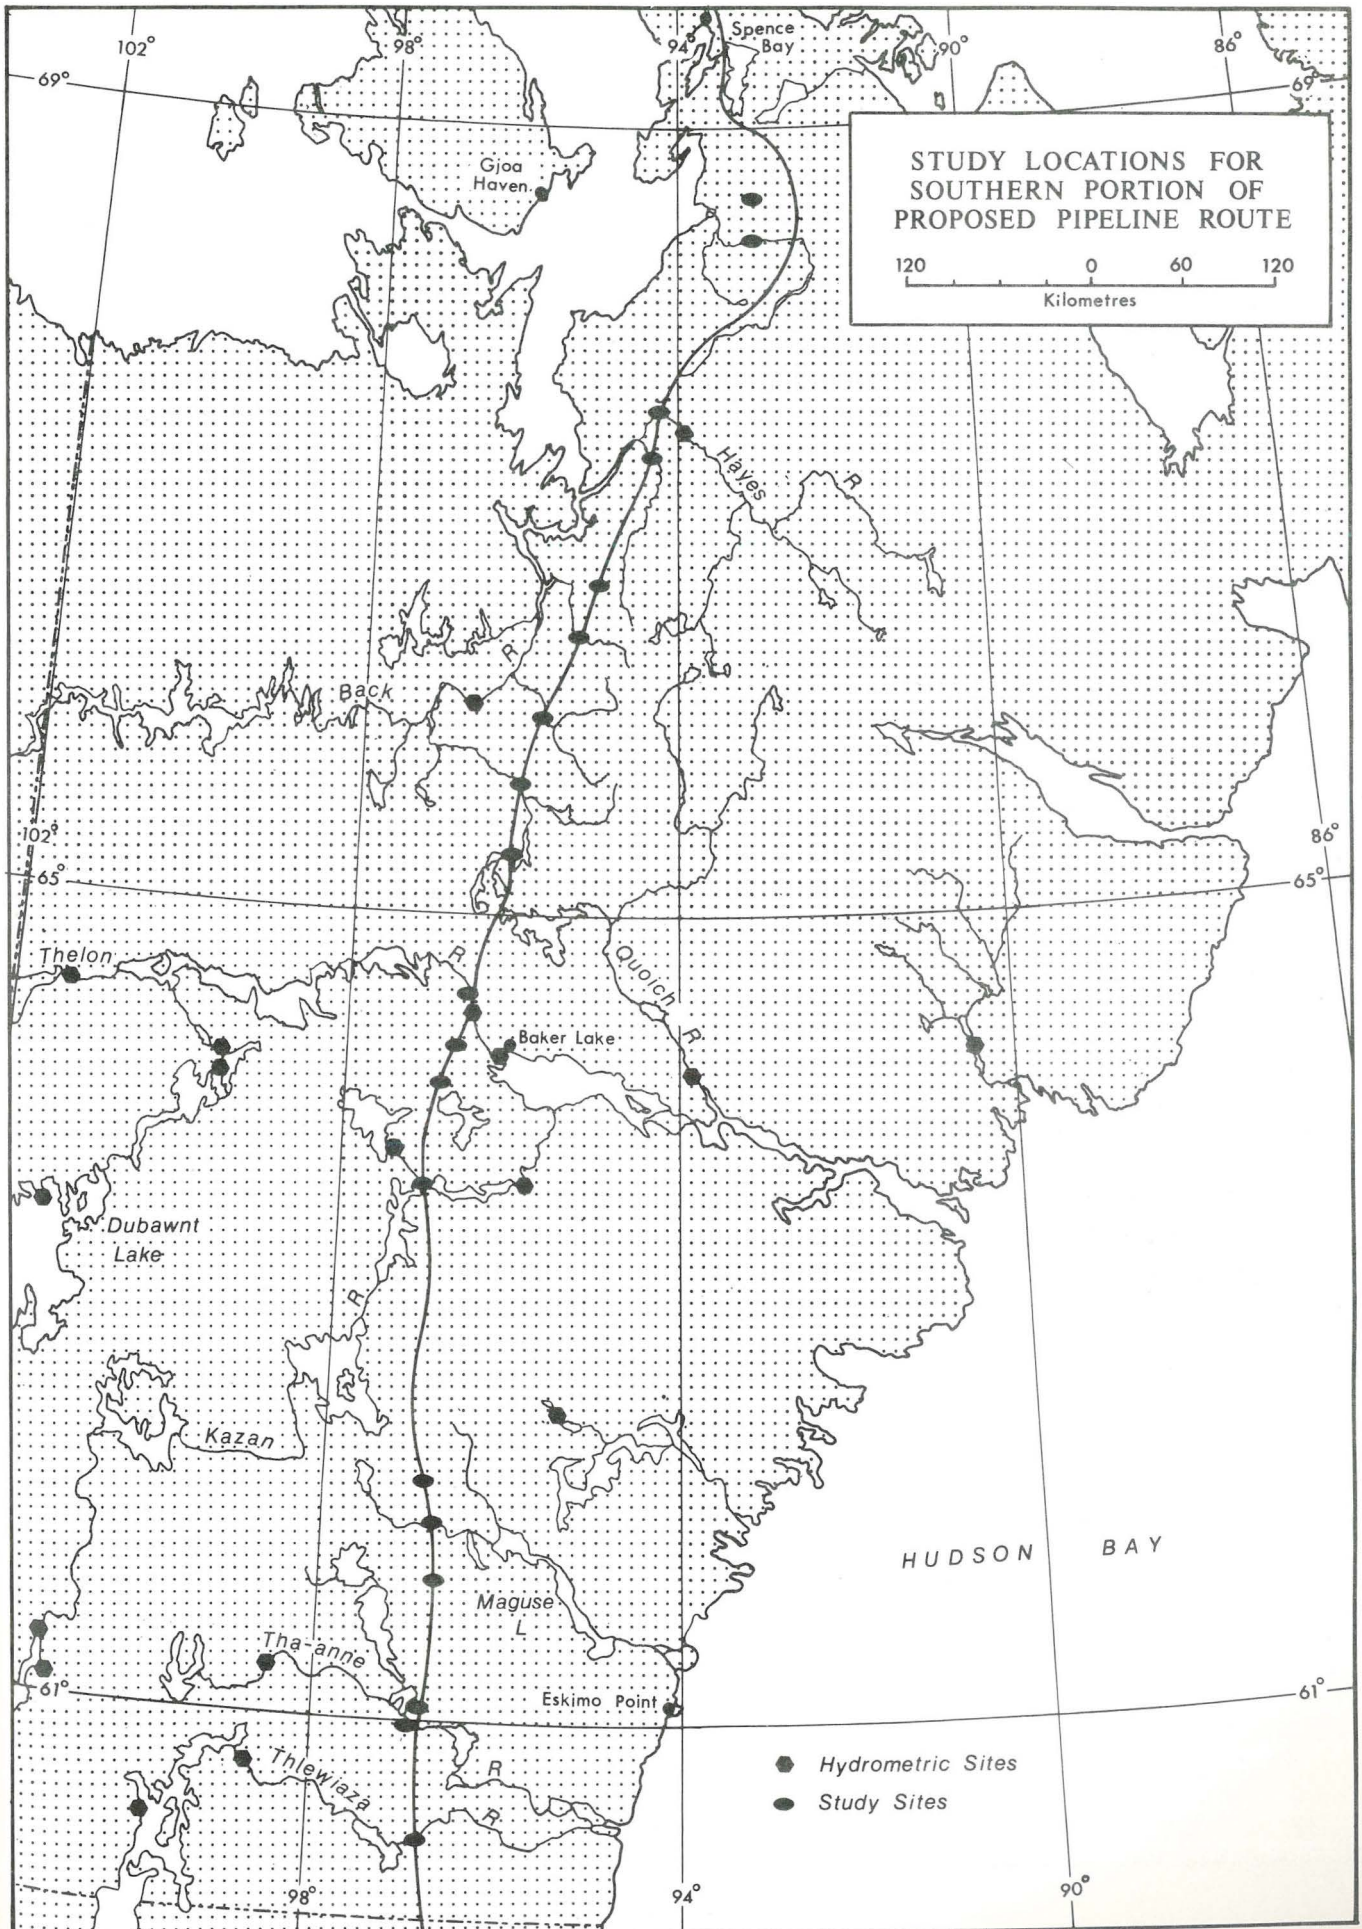 102°
98°
94°
Spence
Bay
90°
86°
69°
69°
STUDY LOCATIONS FOR
SOUTHERN PORTION OF
PROPOSED PIPELINE ROUTE
120 0 60 120
Kilometres
Gjoa
Haven
Hayes R
Back R
102°
86°
65°
65°
Thelon R
Quoich R
Baker Lake
Dubawnt
Lake
R
Kazan
HUDSON BAY
Maguse
L
Tha-anne
61°
Eskimo Point
61°
Thlewiaza
R
R
Hydrometric Sites
Study Sites
98°
94°
90°